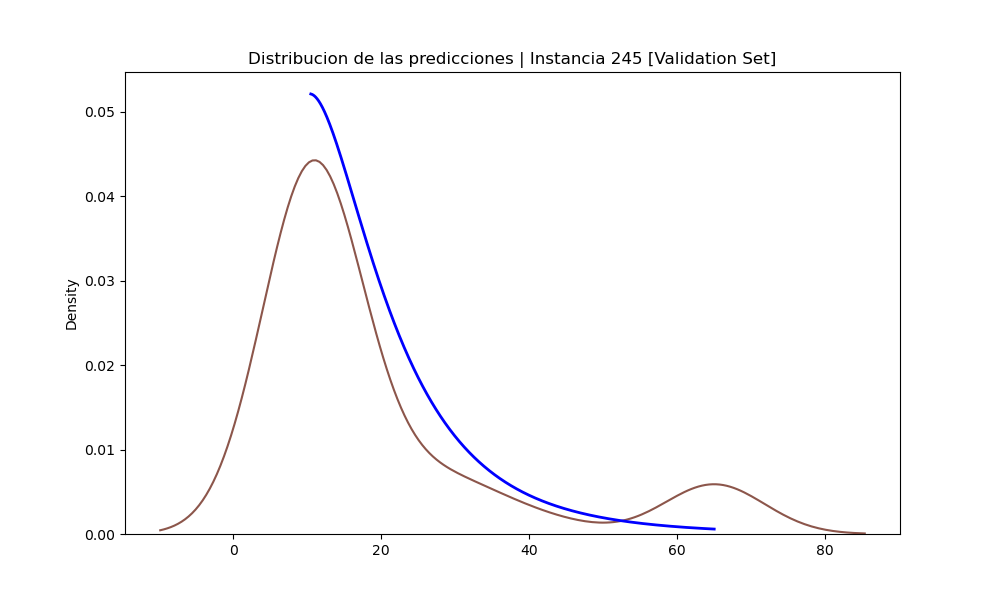 Distribucion de las predicciones | Instancia 245 [Validation Set]
0.05
0.04
0.03
0.02
0.01
0.00
Density
0 20 40 60 80